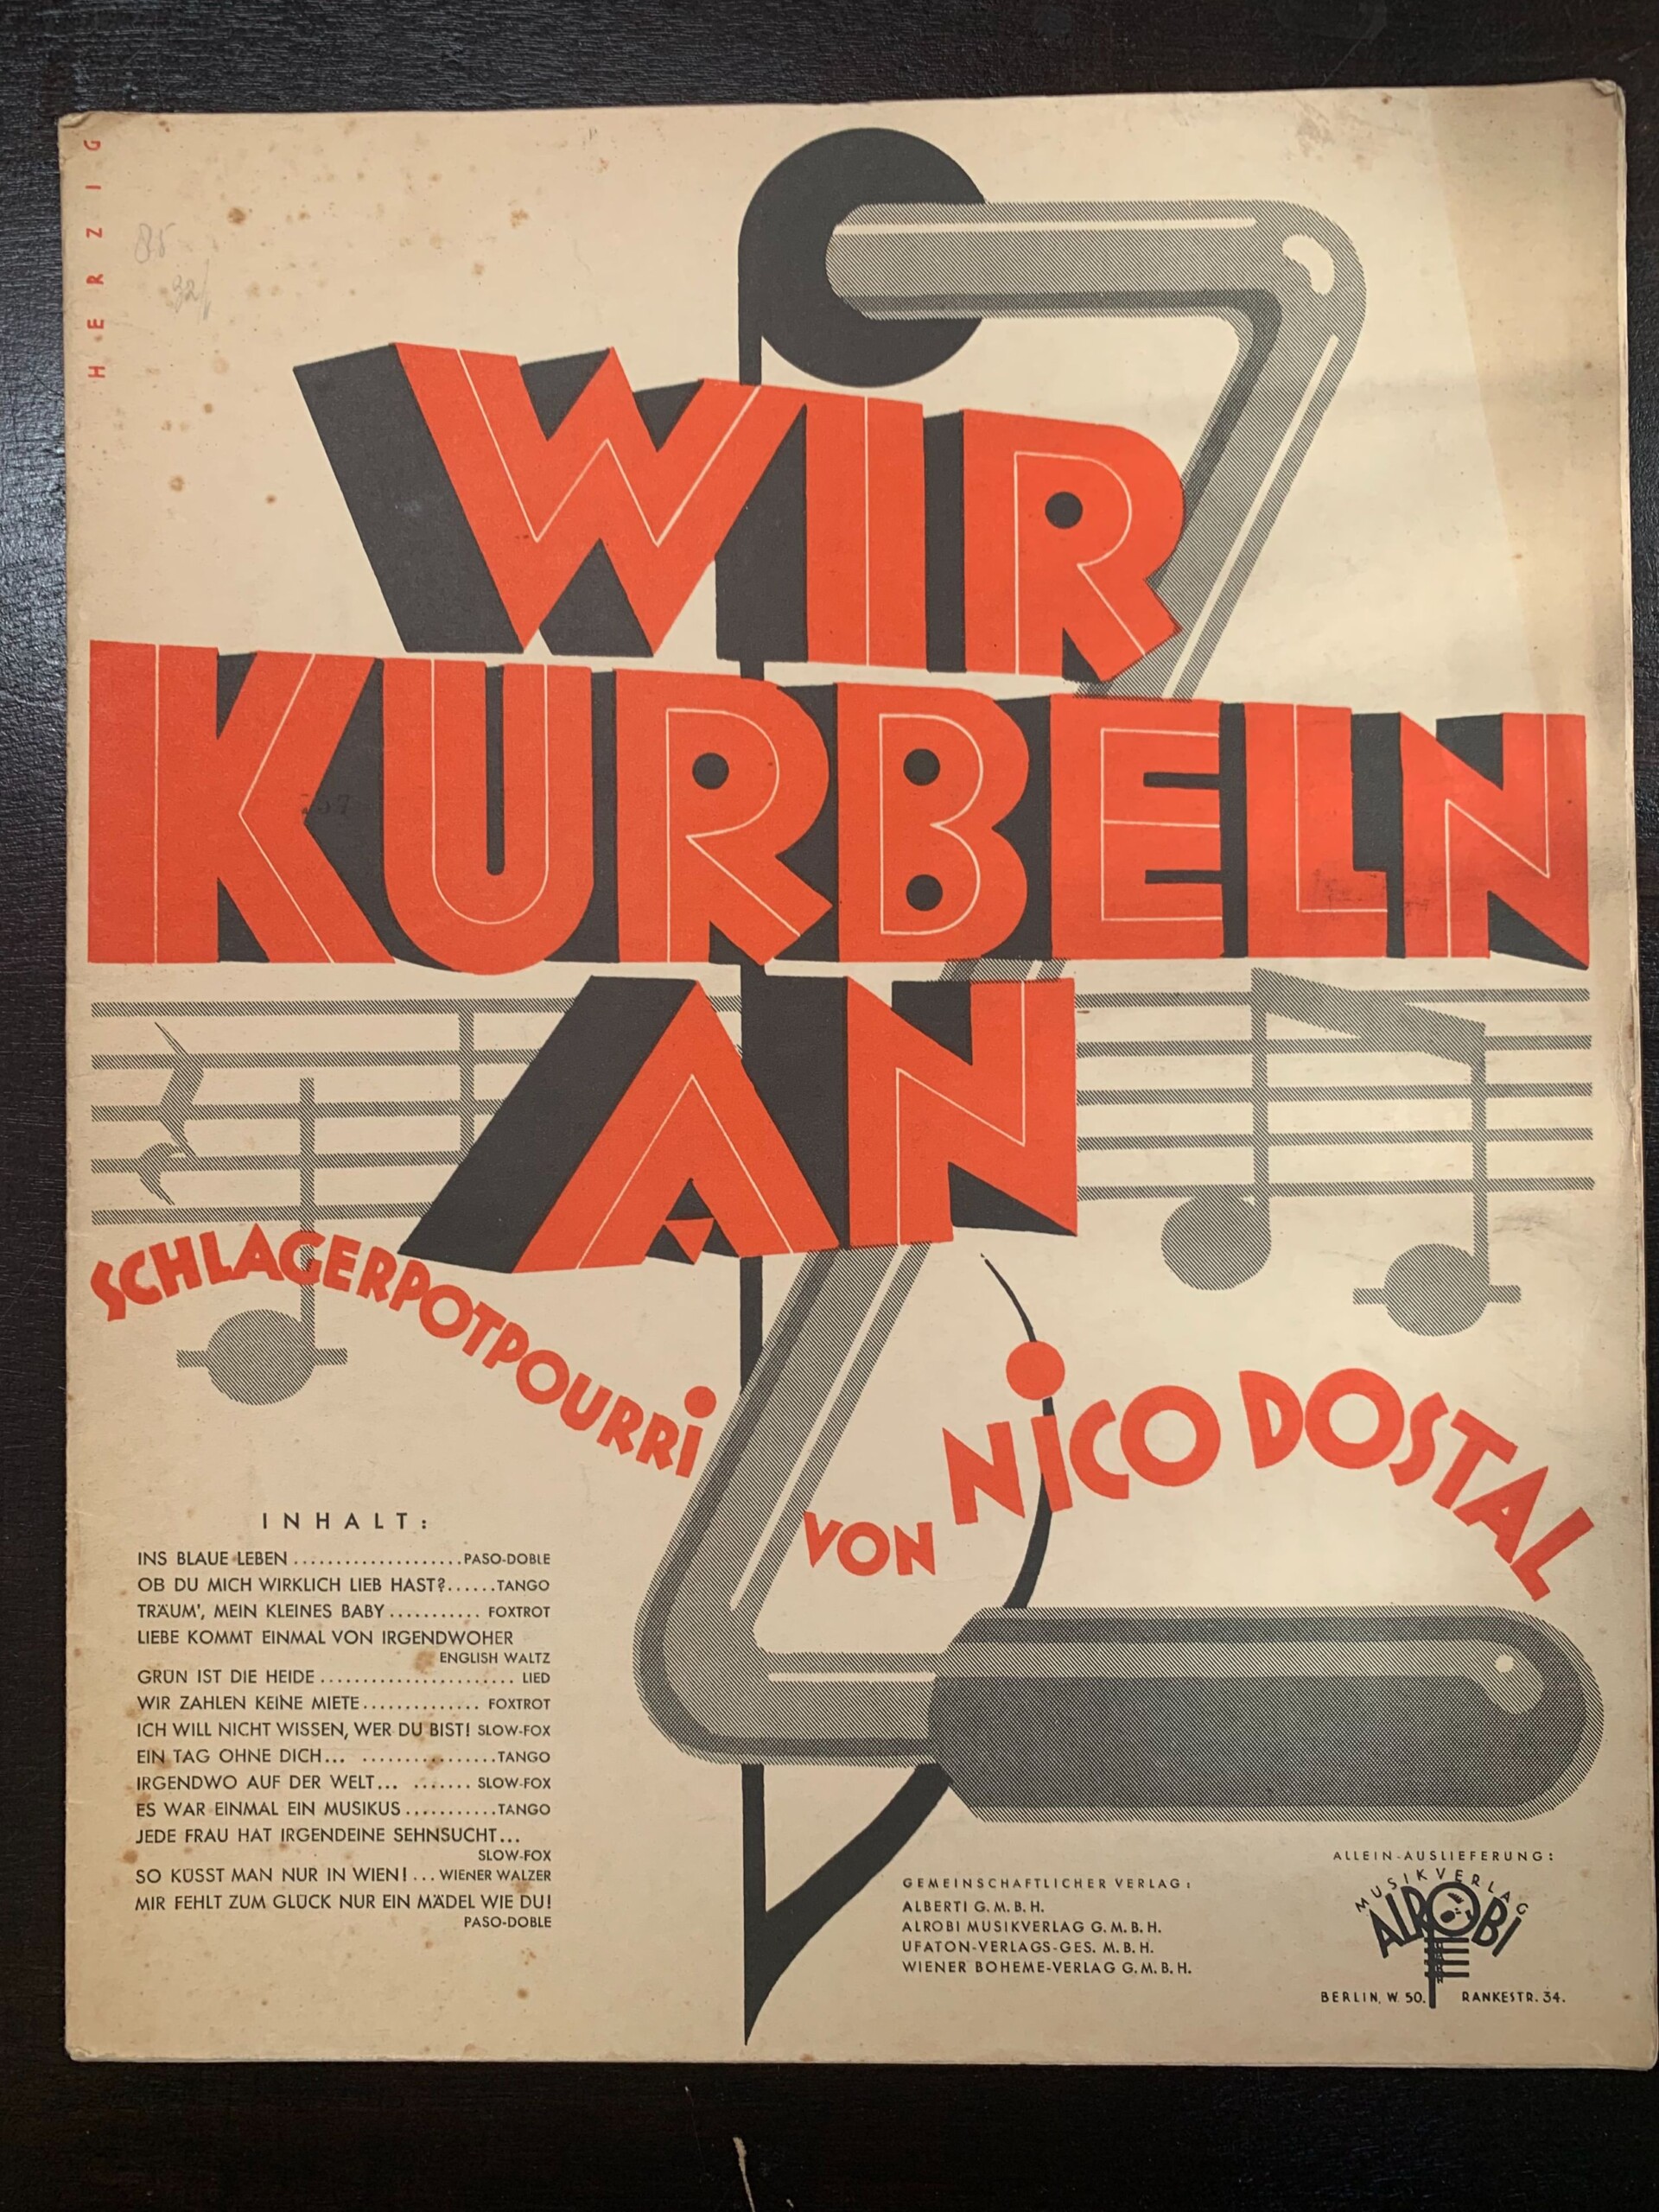 HERZIG
WIR
KURBELN
AN
SCHLAGERPOTPOURRI
VON NICO DOSTAL
INHALT:
INS BLAUE LEBEN ....................PASO-DOBLE
OB DU MICH WIRKLICH LIEB HAST?......TANGO
TRÄUM', MEIN KLEINES BABY ........... FOXTROT
LIEBE KOMMT EINMAL VON IRGENDWOHER
ENGLISH WALTZ
GRÜN IST DIE HEIDE ....................... LIED
WIR ZAHLEN KEINE MIETE.............. FOXTROT
ICH WILL NICHT WISSEN, WER DU BIST! SLOW-FOX
EIN TAG OHNE DICH... ................TANGO
IRGENDWO AUF DER WELT... ....... SLOW-FOX
ES WAR EINMAL EIN MUSIKUS ...........TANGO
JEDE FRAU HAT IRGENDEINE SEHNSUCHT...
SLOW-FOX
SO KÜSST MAN NUR IN WIEN! ... WIENER WALZER
MIR FEHLT ZUM GLÜCK NUR EIN MÄDEL WIE DU!
PASO-DOBLE
GEMEINSCHAFTLICHER VERLAG:
ALBERTI G.M.B.H.
ALROBI MUSIKVERLAG G.M.B.H.
UFATON-VERLAGS-GES. M.B.H.
WIENER BOHEME-VERLAG G.M.B.H.
ALLEIN-AUSLIEFERUNG:
MUSIKVERLAG
ALROBI
BERLIN, W. 50. RANKESTR. 34.